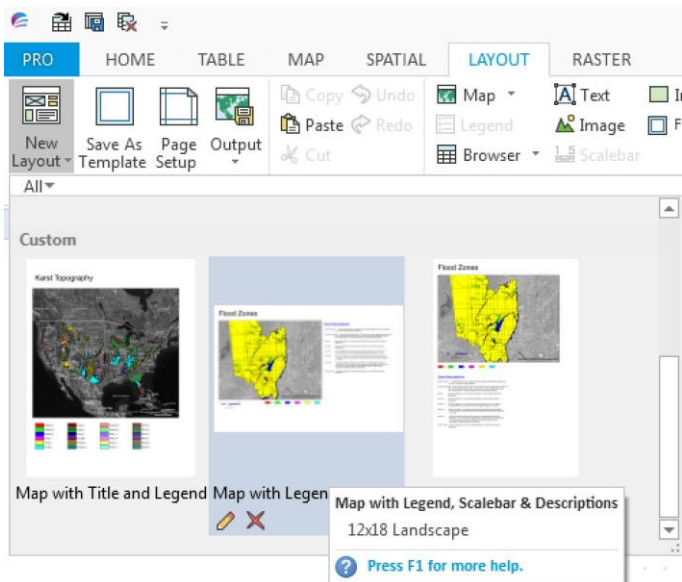 PRO HOME TABLE MAP SPATIAL LAYOUT RASTER
Copy Undo Map Text
New Layout Save As Template Page Setup Output
Paste Redo Legend Image F
Cut Browser Scalebar
All
Custom
Karst Topography
Flood Zones
Flood Zones
Map with Title and Legend Map with Legen
Map with Legend, Scalebar & Descriptions
12x18 Landscape
? Press F1 for more help.